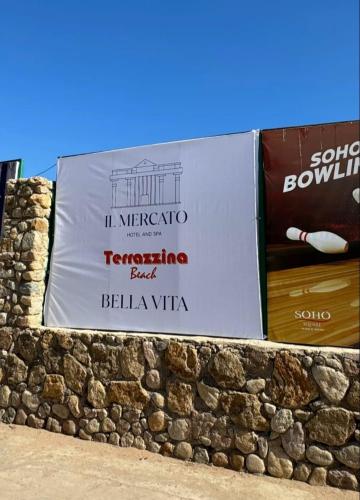 IL MERCATO
HOTEL AND SPA
Terrazzina
Beach
BELLA VITA
SOHO
BOWLIN
SOHO